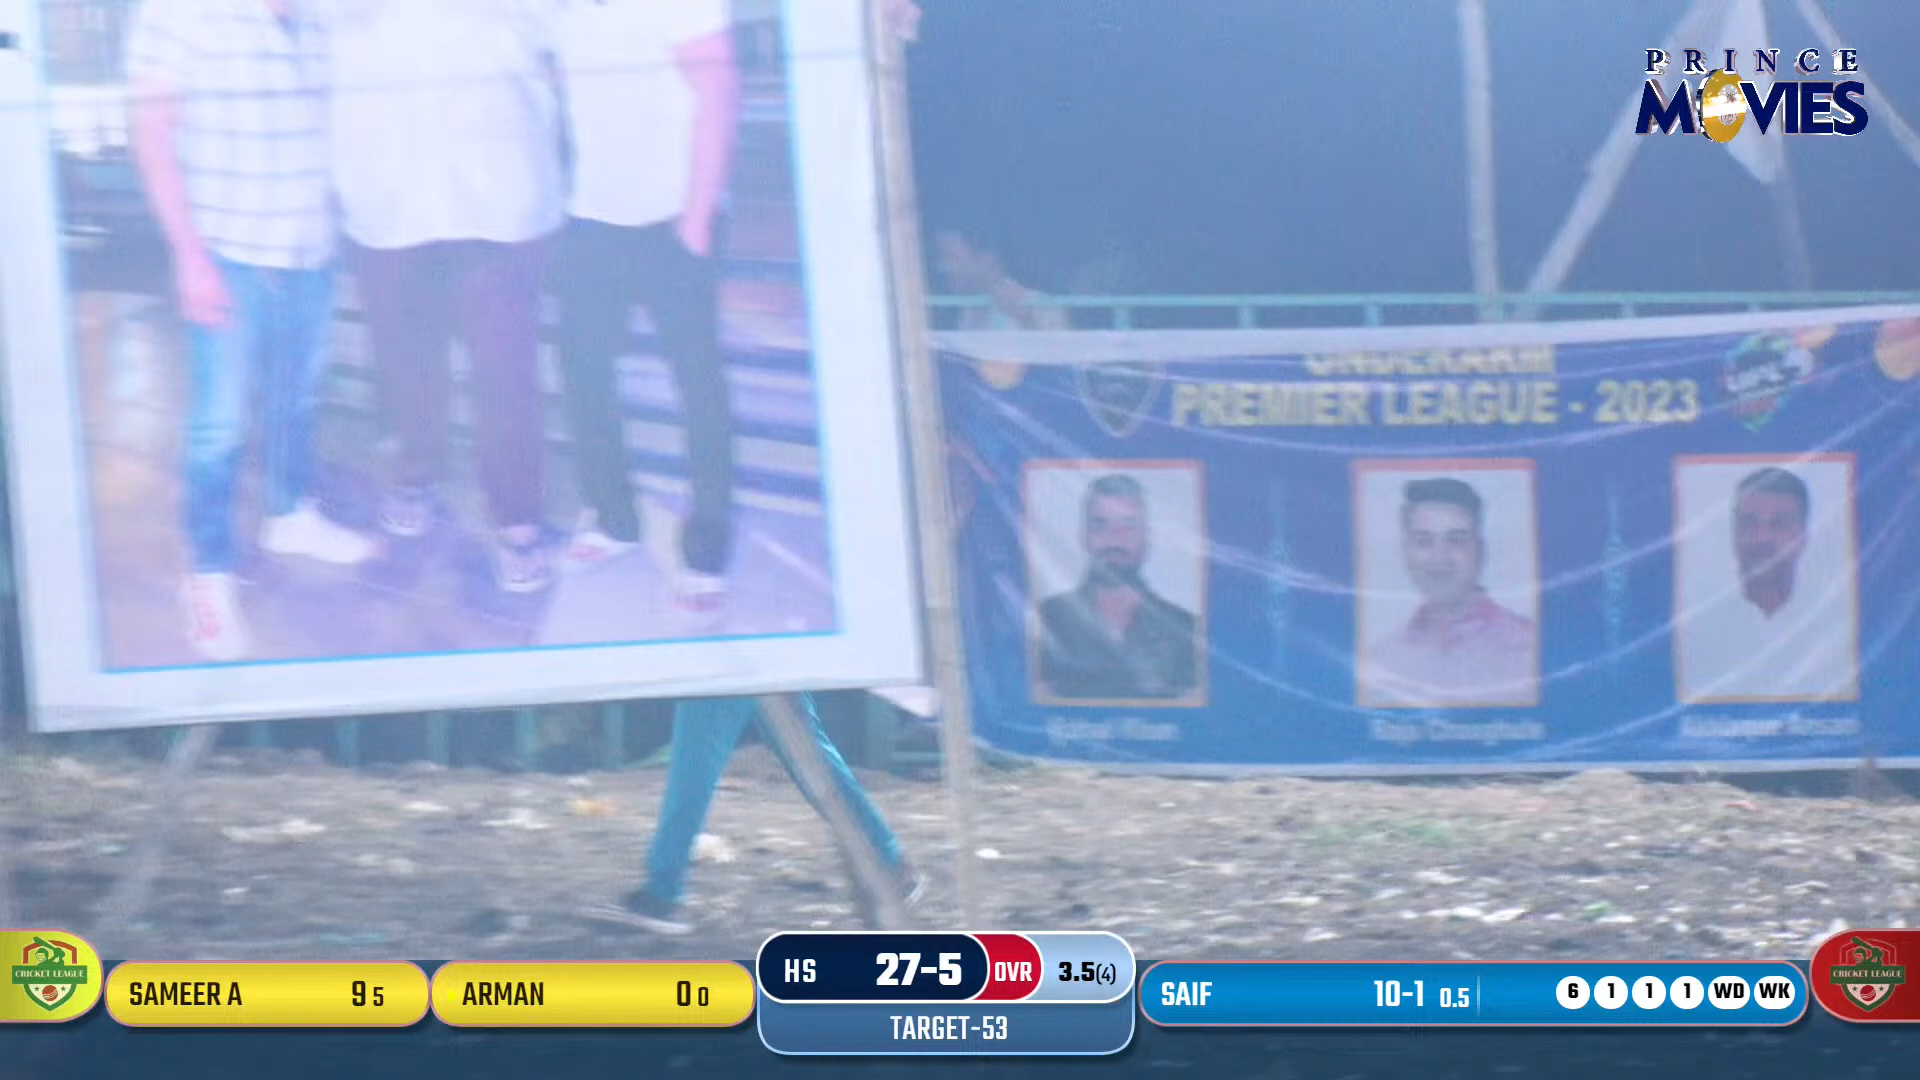 PRINCE
MOVIES
UNDERARM
PREMIER LEAGUE - 2023
CRICKET LEAGUE
SAMEER A 9 5
ARMAN 0 0
HS 27-5 OVR 3.5(4)
TARGET-53
SAIF 10-1 0.5 6 1 1 1 WD WK
CRICKET LEAGUE